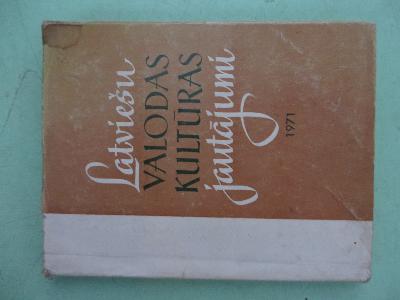 Latviešu
VALODAS
KULTŪRAS
jautājumi
1971